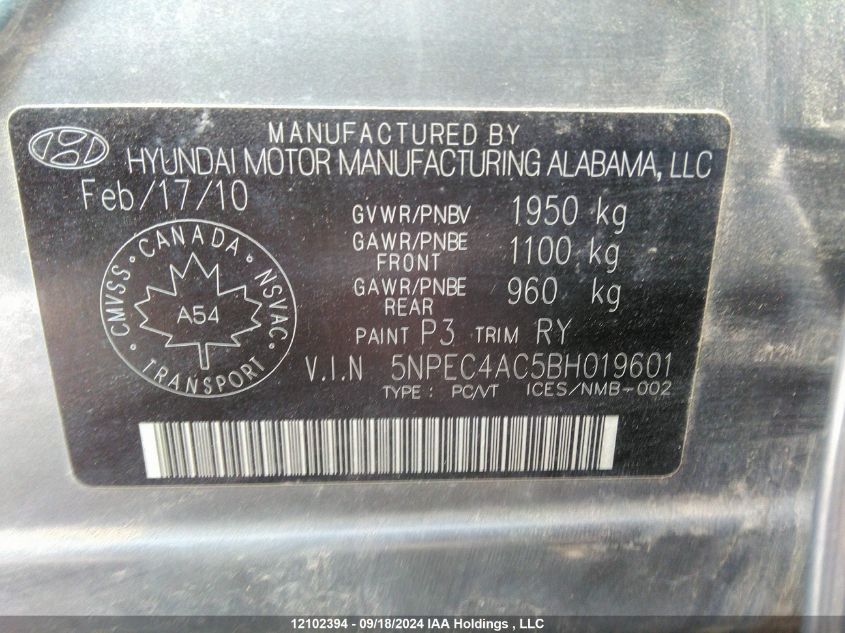 MANUFACTURED BY
HYUNDAI MOTOR MANUFACTURING ALABAMA, LLC
Feb/17/10
GVWR/PNBV 1950 kg
GAWR/PNBE FRONT 1100 kg
GAWR/PNBE REAR 960 kg
PAINT P3 TRIM RY
V.I.N 5NPEC4AC5BH019601
TYPE : PC/VT ICES/NMB-002
CMVSS · CANADA · NSVAC
A54
TRANSPORT
12102394 - 09/18/2024 IAA Holdings, LLC